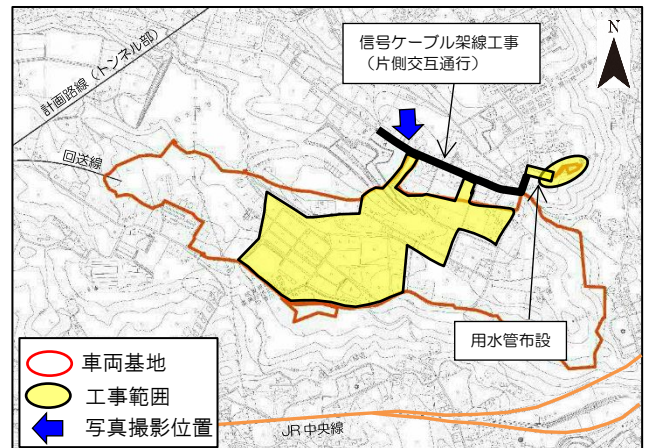 信号ケーブル架線工事
(片側交互通行)
N
計画路線(トンネル部)
回送線
用水管布設
車両基地
工事範囲
写真撮影位置
JR中央線